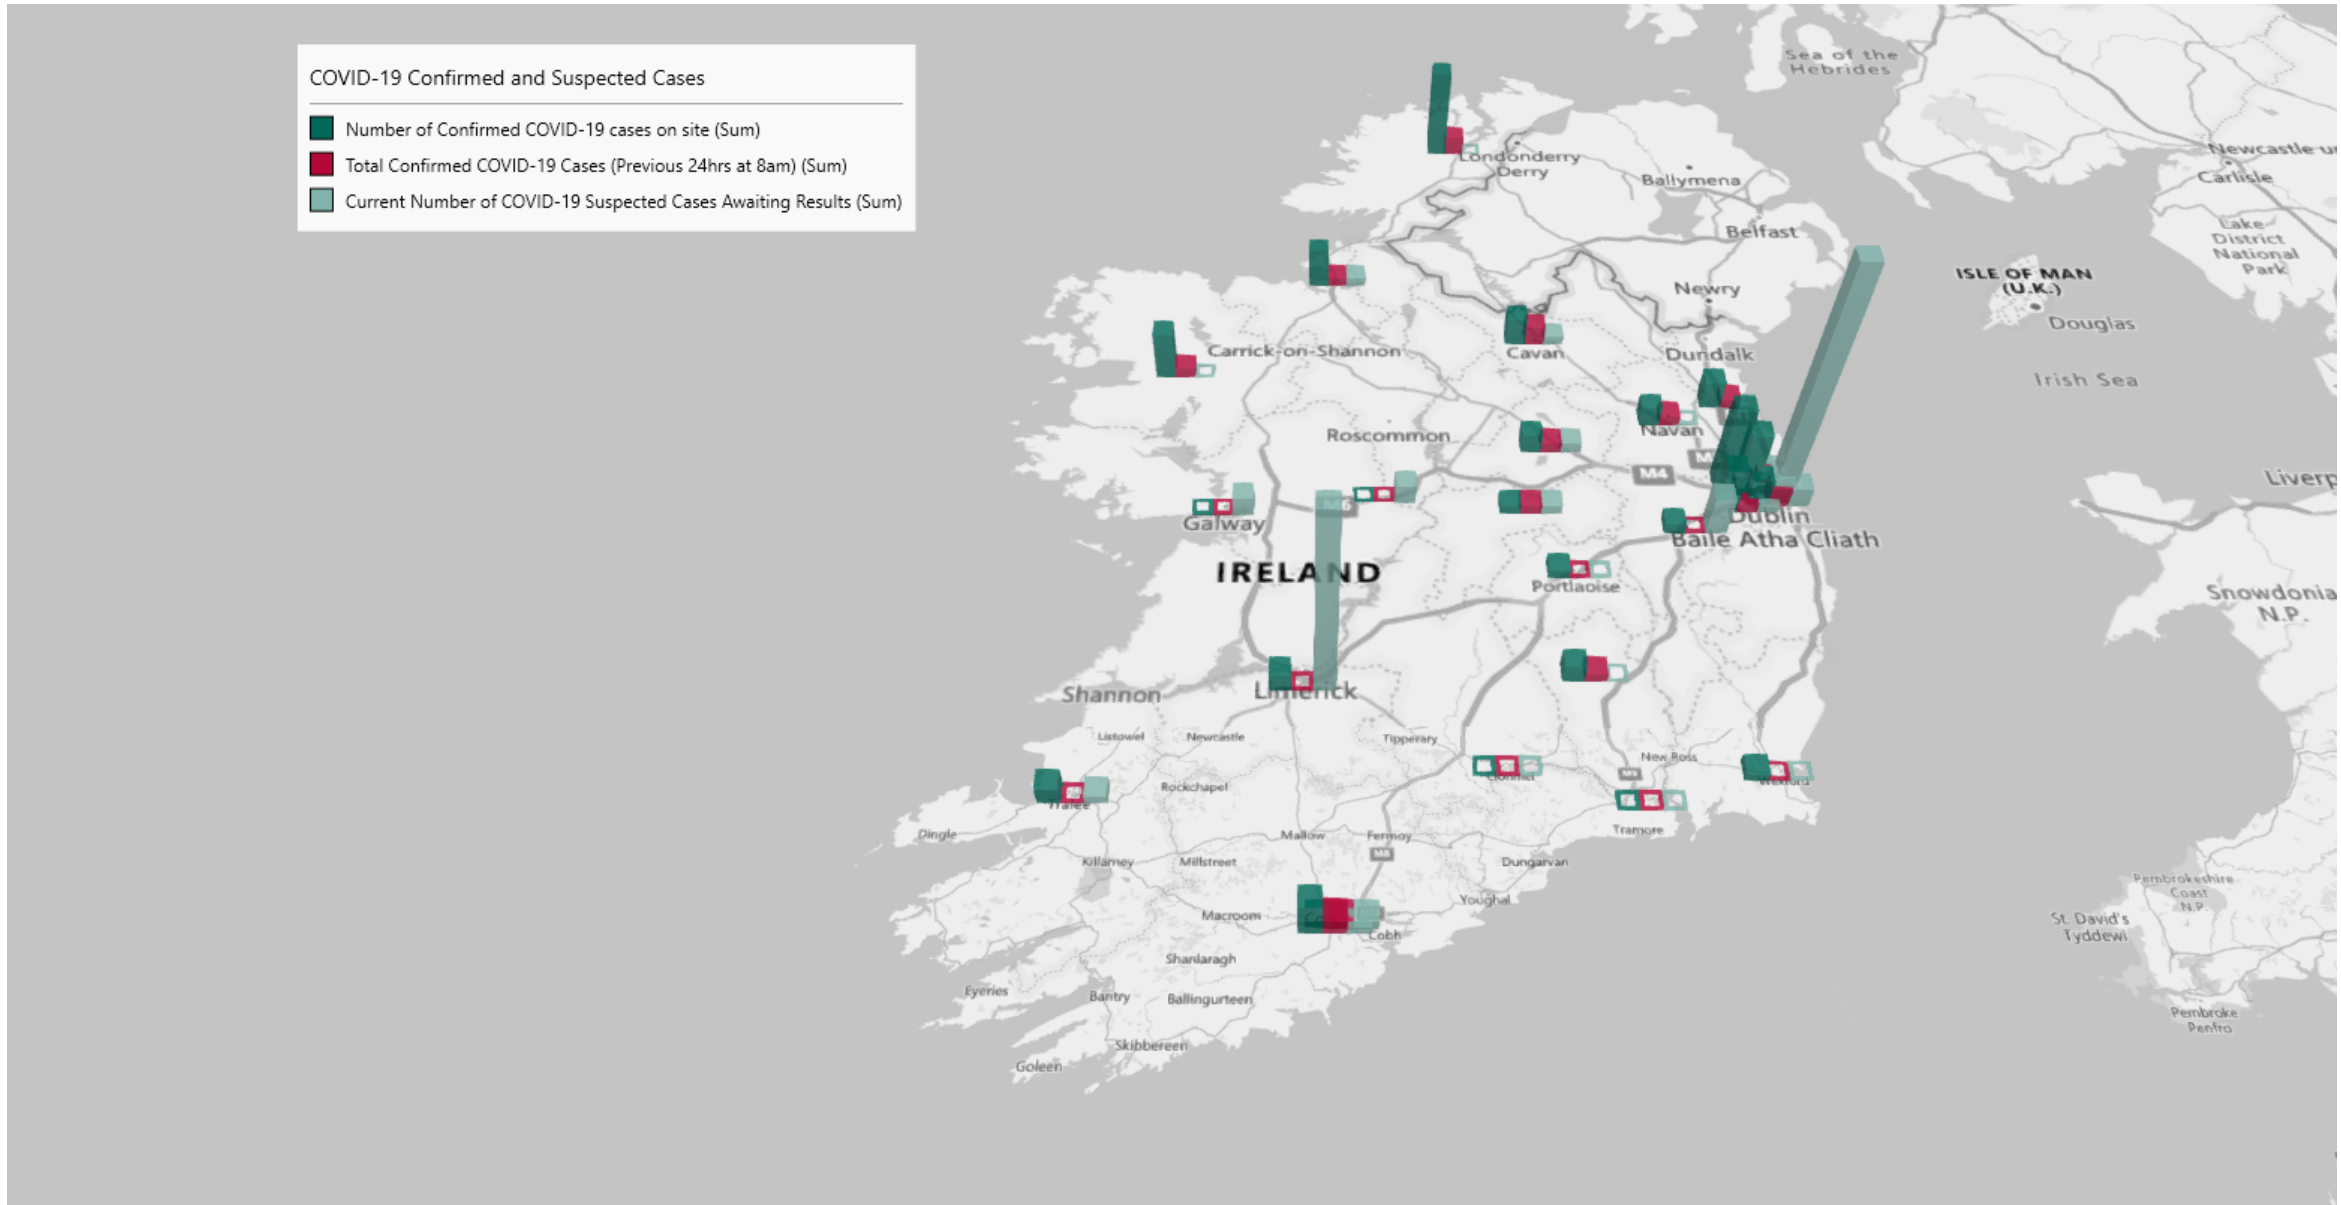 COVID-19 Confirmed and Suspected Cases
Number of Confirmed COVID-19 cases on site (Sum)
Total Confirmed COVID-19 Cases (Previous 24hrs at 8am) (Sum)
Current Number of COVID-19 Suspected Cases Awaiting Results (Sum)
Sea of the
Hebrides
Newcastle
Carlisle
Londonderry
Derry
Ballymena
Belfast
Lake
District
National
Park
ISLE OF MAN
(U.K.)
Douglas
Newry
Carrick-on-Shannon
Cavan
Dundalk
Irish Sea
Roscommon
Navan
M4
Galway
Dublin
Baile Atha Cliath
IRELAND
Portlaoise
Snowdonia
N.P.
Shannon
Limerick
Listowel
Newcastle
Tipperary
New Ross
M9
Clonmel
Wexford
Rockchapel
Tralee
Tramore
Dingle
Mallow
Fermoy
M8
Killarney
Millstreet
Dungarvan
Pembrokeshire
Coast
N.P.
Youghal
Macroom
Cobh
St. David's
Tyddewi
Shanlaragh
Eyeries
Bantry
Ballingurteen
Pembroke
Penfro
Skibbereen
Goleen